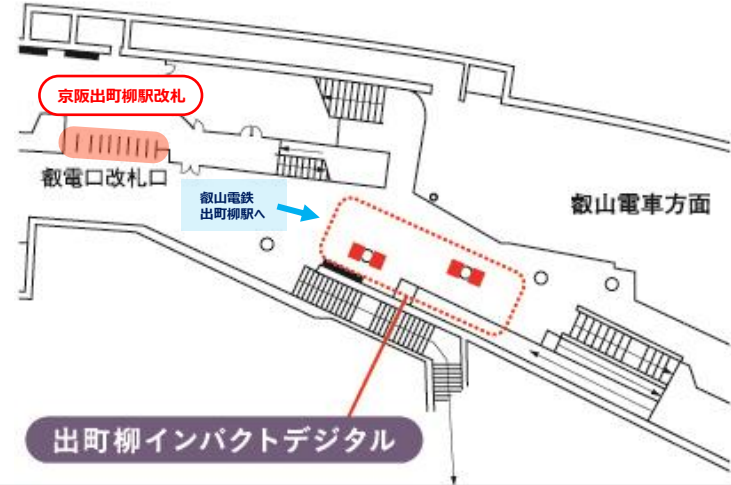 京阪出町柳駅改札
叡電口改札口
叡山電鉄
出町柳駅へ
叡山電車方面
出町柳インパクトデジタル